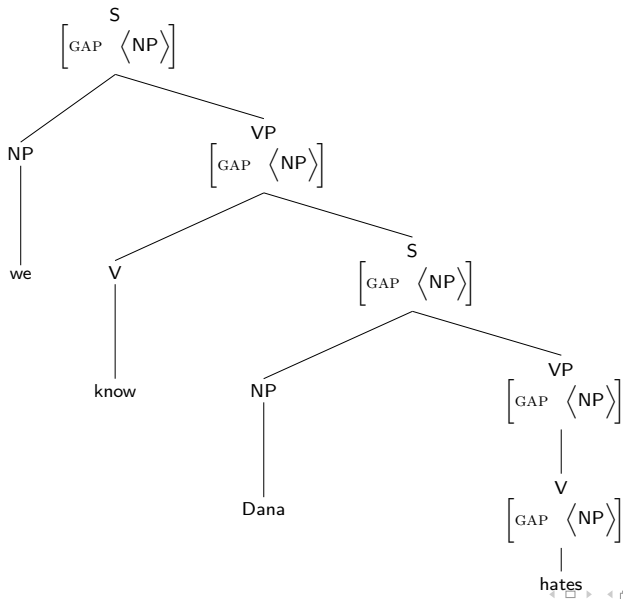 S
[GAP ⟨NP⟩]
NP
VP
[GAP ⟨NP⟩]
we
V
S
[GAP ⟨NP⟩]
know
NP
VP
[GAP ⟨NP⟩]
Dana
V
[GAP ⟨NP⟩]
hates